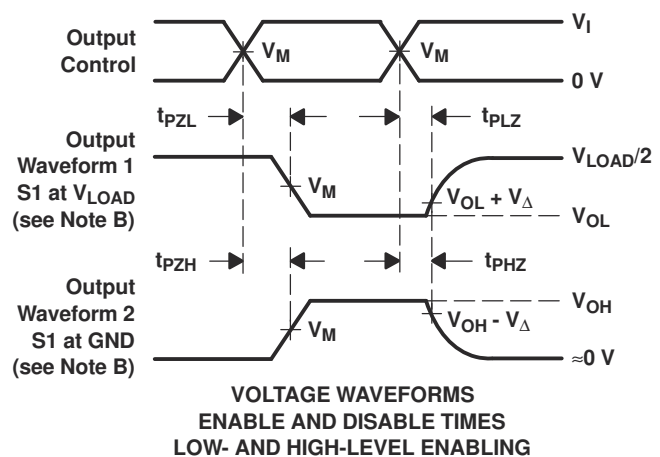 Output
Control
V_I
V_M
V_M
0 V
t_PZL
t_PLZ
Output
Waveform 1
S1 at V_LOAD
(see Note B)
V_LOAD/2
V_M
V_OL + V_Δ
V_OL
t_PZH
t_PHZ
Output
Waveform 2
S1 at GND
(see Note B)
V_OH
V_M
V_OH - V_Δ
≈0 V
VOLTAGE WAVEFORMS
ENABLE AND DISABLE TIMES
LOW- AND HIGH-LEVEL ENABLING